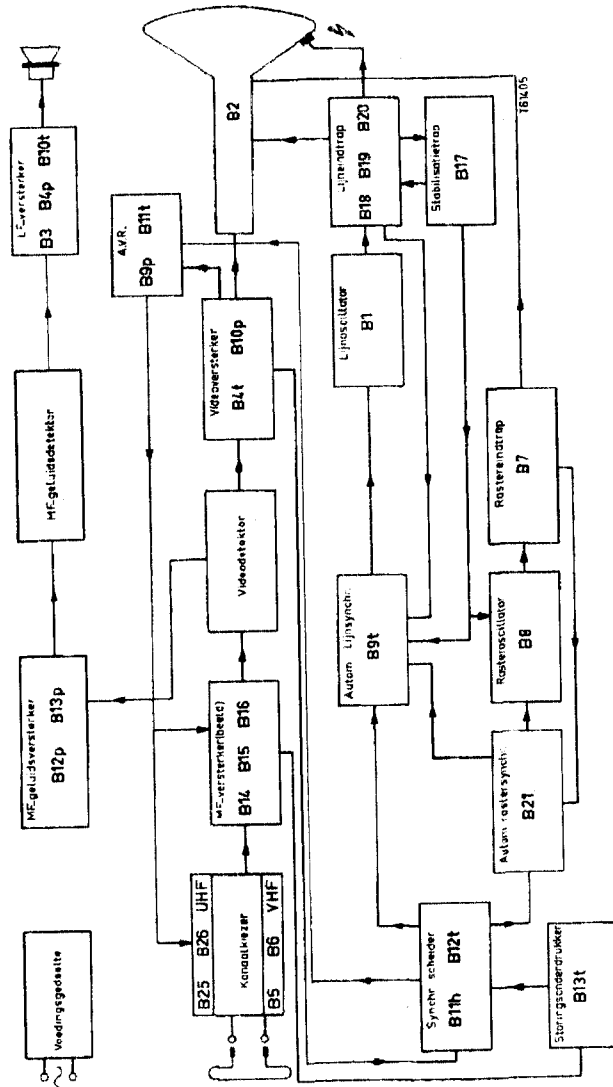 L.F. versterker
B3 B4p B10t
MF-geluidsdetektor
MF-geluidsversterker
B12p B13p
Voedingsgedeelte
A.V.R.
B9p B11t
B2
Videoversterker
B4t B10p
Videodetektor
MF-versterker(beeld)
B14 B15 B16
B25 B26 UHF
Kanaalkiezer
B5 B6 VHF
Lijneindtrap
B18 B19 B20
Stabilisatietrap
B17
Lijnoscillator
B1
Autom. Lijnsynchr.
B9t
Synchr. scheider
B11h B12t
Storingsonderdrukker
B13t
Autom. rastersynchr.
B21
Rasteroscillator
B8
Rastereindtrap
B7
T61405